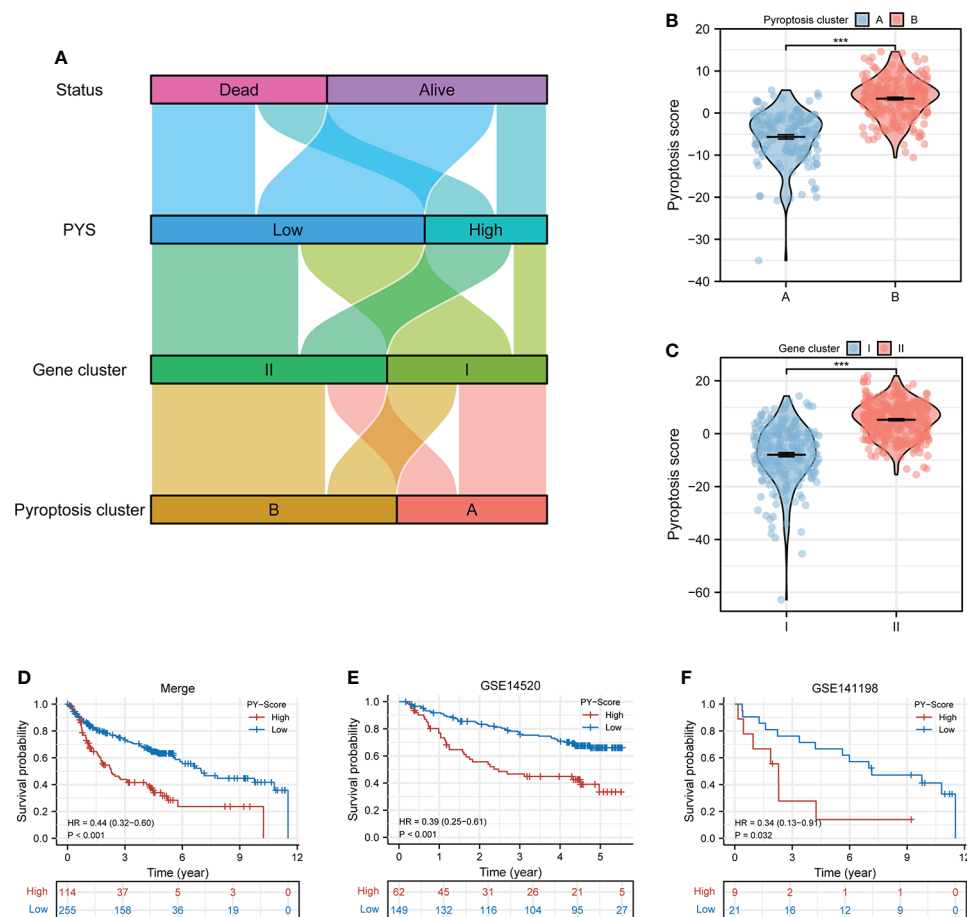 A
Status
Dead
Alive
PYS
Low
High
Gene cluster
II
I
Pyroptosis cluster
B
A
B
Pyroptosis cluster A B
***
Pyroptosis score
20
10
0
−10
−20
−30
−40
A
B
C
Gene cluster I II
***
Pyroptosis score
20
0
−20
−40
−60
I
II
D
Merge
PY−Score
High
Low
Survival probability
1.0
0.8
0.6
0.4
0.2
0.0
HR = 0.44 (0.32−0.60)
P < 0.001
0 3 6 9 12
Time (year)
High 114 37 5 3 0
Low 255 158 36 19 0
E
GSE14520
PY−Score
High
Low
Survival probability
1.0
0.8
0.6
0.4
0.2
0.0
HR = 0.39 (0.25−0.61)
P < 0.001
0 1 2 3 4 5
Time (year)
High 62 45 31 26 21 5
Low 149 132 116 104 95 27
F
GSE141198
PY−Score
High
Low
Survival probability
1.0
0.8
0.6
0.4
0.2
0.0
HR = 0.34 (0.13−0.91)
P = 0.032
0 3 6 9 12
Time (year)
High 9 2 1 1 0
Low 21 16 12 9 0